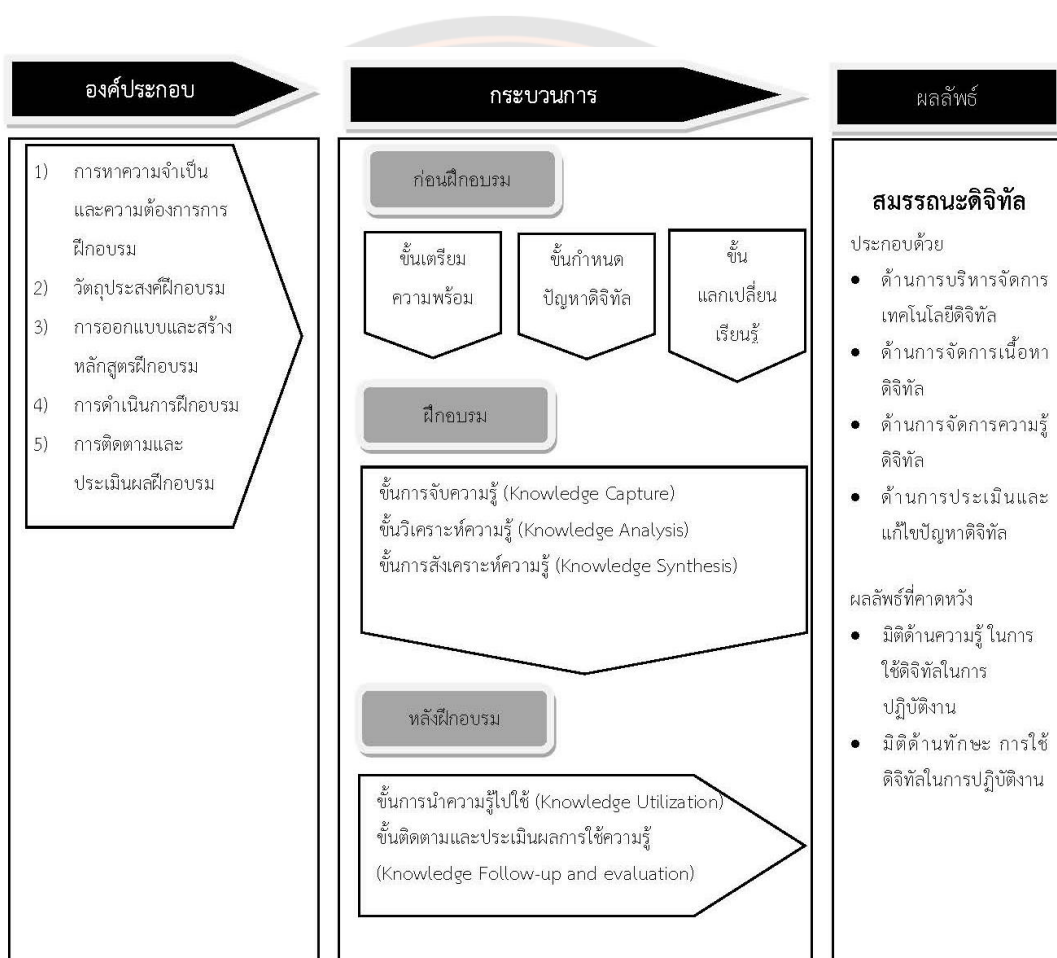 องค์ประกอบ
1) การหาความจำเป็น
และความต้องการการ
ฝึกอบรม
2) วัตถุประสงค์ฝึกอบรม
3) การออกแบบและสร้าง
หลักสูตรฝึกอบรม
4) การดำเนินการฝึกอบรม
5) การติดตามและ
ประเมินผลฝึกอบรม
กระบวนการ
ก่อนฝึกอบรม
ขั้นเตรียม
ความพร้อม
ขั้นกำหนด
ปัญหาดิจิทัล
ขั้น
แลกเปลี่ยน
เรียนรู้
ฝึกอบรม
ขั้นการจับความรู้ (Knowledge Capture)
ขั้นวิเคราะห์ความรู้ (Knowledge Analysis)
ขั้นการสังเคราะห์ความรู้ (Knowledge Synthesis)
หลังฝึกอบรม
ขั้นการนำความรู้ไปใช้ (Knowledge Utilization)
ขั้นติดตามและประเมินผลการใช้ความรู้
(Knowledge Follow-up and evaluation)
ผลลัพธ์
สมรรถนะดิจิทัล
ประกอบด้วย
● ด้านการบริหารจัดการ
เทคโนโลยีดิจิทัล
● ด้านการจัดการเนื้อหา
ดิจิทัล
● ด้านการจัดการความรู้
ดิจิทัล
● ด้านการประเมินและ
แก้ไขปัญหาดิจิทัล
ผลลัพธ์ที่คาดหวัง
● มิติด้านความรู้ ในการ
ใช้ดิจิทัลในการ
ปฏิบัติงาน
● มิติด้านทักษะ การใช้
ดิจิทัลในการปฏิบัติงาน